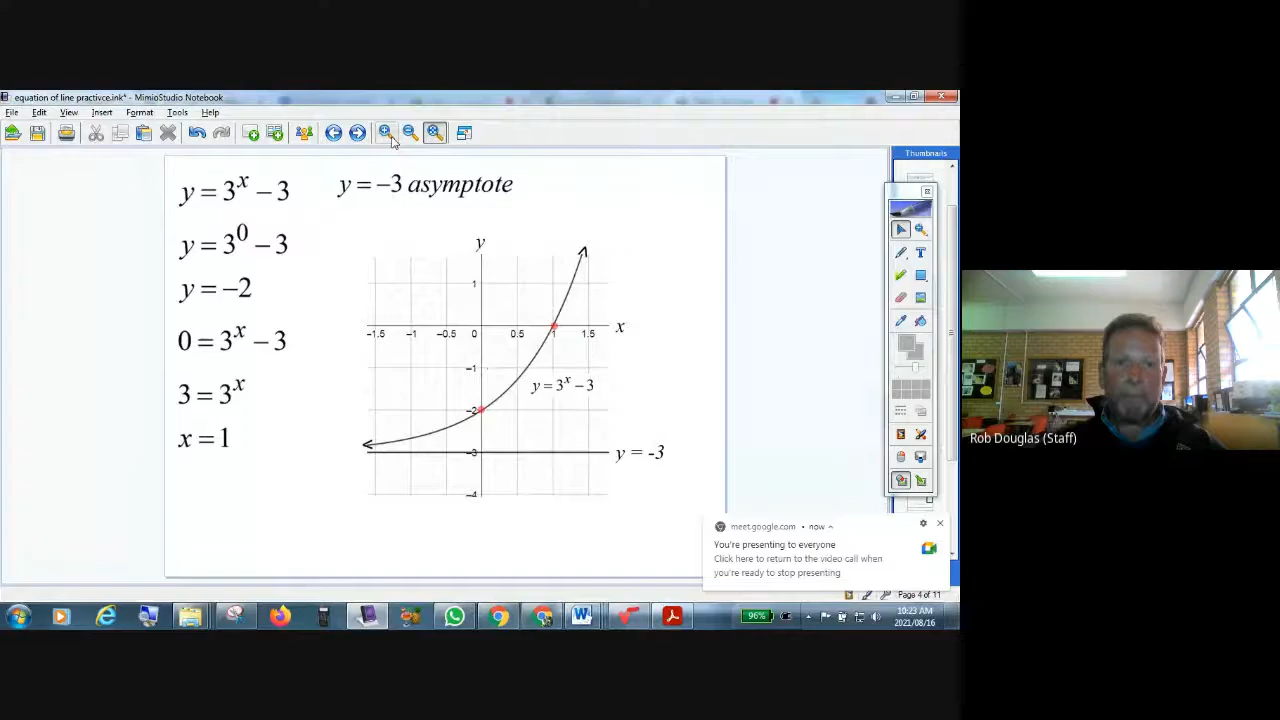 equation of line practivce.ink* - MimioStudio Notebook
File Edit View Insert Format Tools Help
Thumbnails
y = 3^x − 3
y = −3 asymptote
y = 3^0 − 3
y = −2
0 = 3^x − 3
3 = 3^x
x = 1
y
1
-1.5 -1 -0.5 0 0.5 1 1.5 x
-1
y = 3^x − 3
-2
-3 y = -3
-4
Rob Douglas (Staff)
meet.google.com • now
You're presenting to everyone
Click here to return to the video call when
you're ready to stop presenting
Page 4 of 11
96%
10:23 AM
2021/08/16